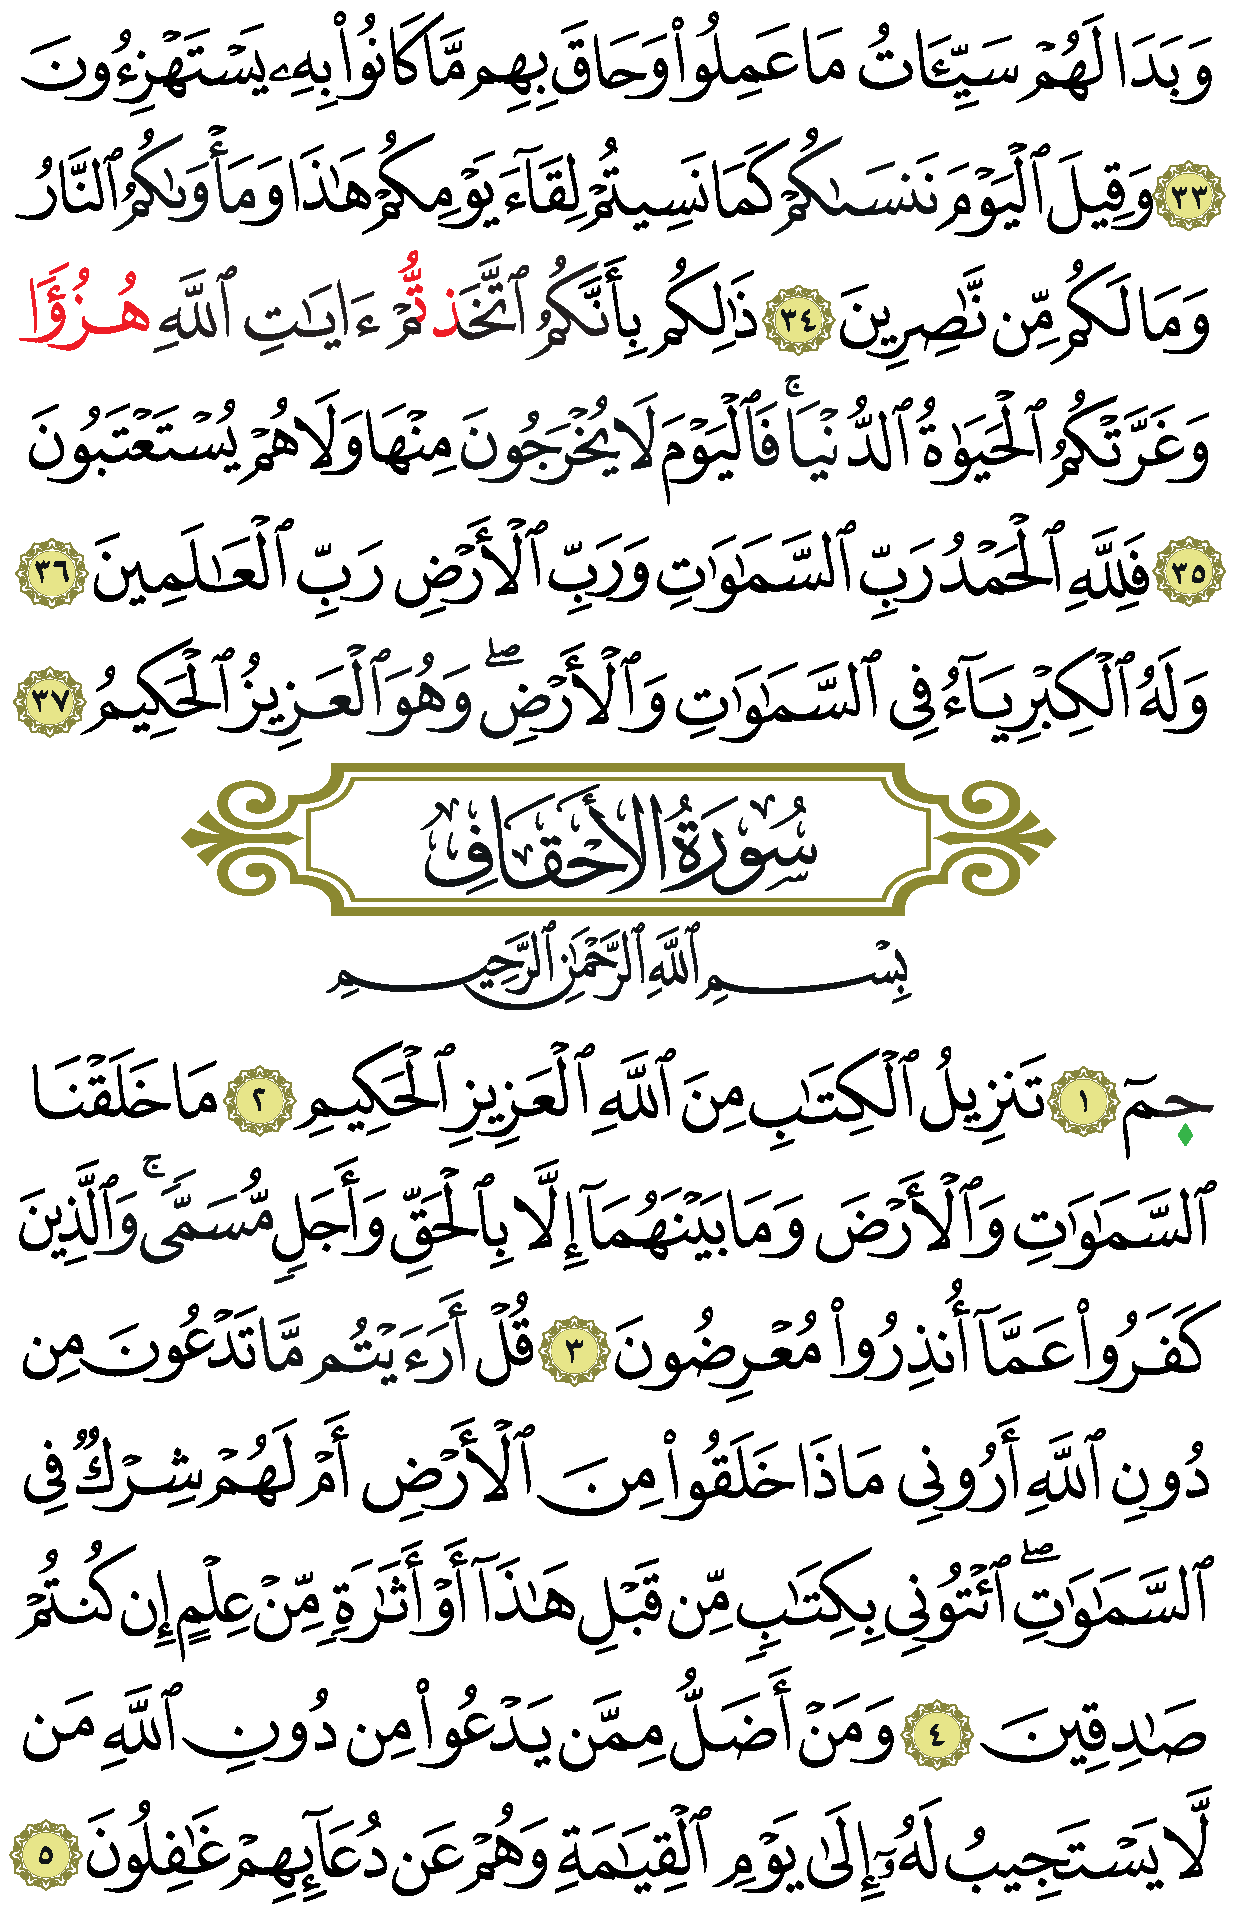 وَبَدَا لَهُمۡ سَيِّـَٔاتُ مَا عَمِلُواْ وَحَاقَ بِهِم مَّا كَانُواْ بِهِۦ يَسۡتَهۡزِءُونَ
٣٣ وَقِيلَ ٱلۡيَوۡمَ نَنسَىٰكُمۡ كَمَا نَسِيتُمۡ لِقَآءَ يَوۡمِكُمۡ هَٰذَا وَمَأۡوَىٰكُمُ ٱلنَّارُ
وَمَا لَكُم مِّن نَّٰصِرِينَ ٣٤ ذَٰلِكُم بِأَنَّكُمُ ٱتَّخَذتُّمۡ ءَايَٰتِ ٱللَّهِ هُزُؤٗا
وَغَرَّتۡكُمُ ٱلۡحَيَوٰةُ ٱلدُّنۡيَاۚ فَٱلۡيَوۡمَ لَا يُخۡرَجُونَ مِنۡهَا وَلَا هُمۡ يُسۡتَعۡتَبُونَ
٣٥ فَلِلَّهِ ٱلۡحَمۡدُ رَبِّ ٱلسَّمَٰوَٰتِ وَرَبِّ ٱلۡأَرۡضِ رَبِّ ٱلۡعَٰلَمِينَ ٣٦
وَلَهُ ٱلۡكِبۡرِيَآءُ فِي ٱلسَّمَٰوَٰتِ وَٱلۡأَرۡضِۖ وَهُوَ ٱلۡعَزِيزُ ٱلۡحَكِيمُ ٣٧
سُورَةُ الأَحْقَافِ
بِسۡمِ ٱللَّهِ ٱلرَّحۡمَٰنِ ٱلرَّحِيمِ
حمٓ ١ تَنزِيلُ ٱلۡكِتَٰبِ مِنَ ٱللَّهِ ٱلۡعَزِيزِ ٱلۡحَكِيمِ ٢ مَا خَلَقۡنَا
ٱلسَّمَٰوَٰتِ وَٱلۡأَرۡضَ وَمَا بَيۡنَهُمَآ إِلَّا بِٱلۡحَقِّ وَأَجَلٖ مُّسَمّٗىۚ وَٱلَّذِينَ
كَفَرُواْ عَمَّآ أُنذِرُواْ مُعۡرِضُونَ ٣ قُلۡ أَرَءَيۡتُم مَّا تَدۡعُونَ مِن
دُونِ ٱللَّهِ أَرُونِي مَاذَا خَلَقُواْ مِنَ ٱلۡأَرۡضِ أَمۡ لَهُمۡ شِرۡكٞ فِي
ٱلسَّمَٰوَٰتِۖ ٱئۡتُونِي بِكِتَٰبٖ مِّن قَبۡلِ هَٰذَآ أَوۡ أَثَٰرَةٖ مِّنۡ عِلۡمٍ إِن كُنتُمۡ
صَٰدِقِينَ ٤ وَمَنۡ أَضَلُّ مِمَّن يَدۡعُواْ مِن دُونِ ٱللَّهِ مَن
لَّا يَسۡتَجِيبُ لَهُۥٓ إِلَىٰ يَوۡمِ ٱلۡقِيَٰمَةِ وَهُمۡ عَن دُعَآئِهِمۡ غَٰفِلُونَ ٥